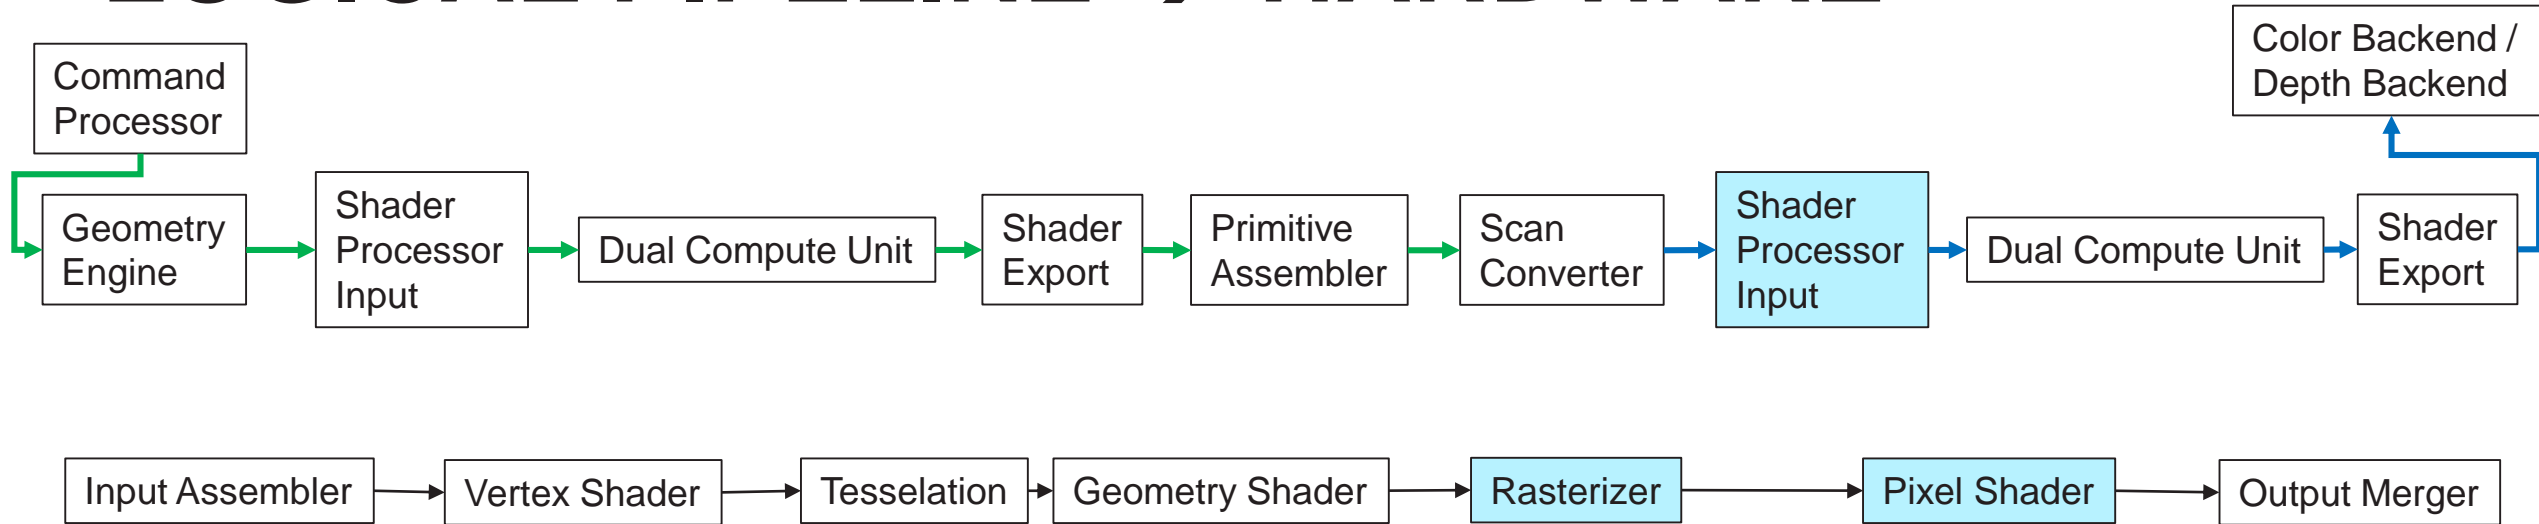 Color Backend /
Depth Backend
Command
Processor
Geometry
Engine
Shader
Processor
Input
Dual Compute Unit
Shader
Export
Primitive
Assembler
Scan
Converter
Shader
Processor
Input
Dual Compute Unit
Shader
Export
Input Assembler
Vertex Shader
Tesselation
Geometry Shader
Rasterizer
Pixel Shader
Output Merger